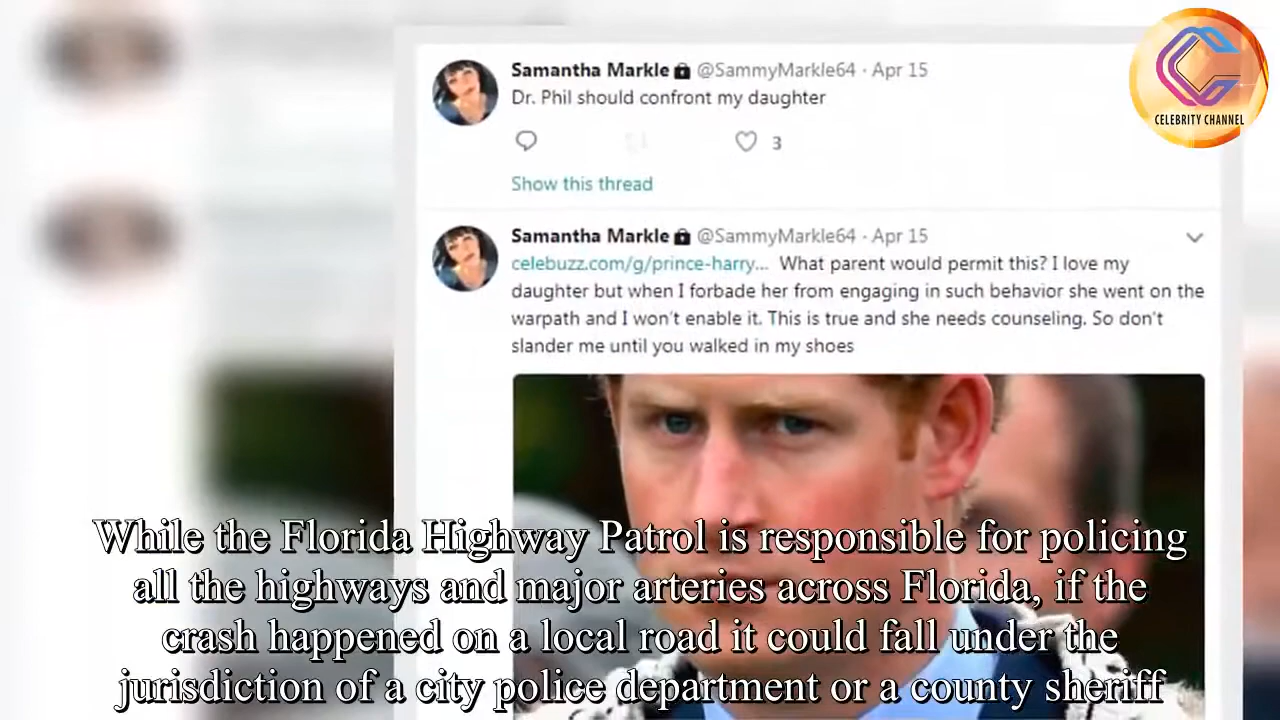 Samantha Markle @SammyMarkle64 · Apr 15
Dr. Phil should confront my daughter
3
Show this thread
Samantha Markle @SammyMarkle64 · Apr 15
celebuzz.com/g/prince-harry... What parent would permit this? I love my
daughter but when I forbade her from engaging in such behavior she went on the
warpath and I won't enable it. This is true and she needs counseling. So don't
slander me until you walked in my shoes
CELEBRITY CHANNEL
While the Florida Highway Patrol is responsible for policing
all the highways and major arteries across Florida, if the
crash happened on a local road it could fall under the
jurisdiction of a city police department or a county sheriff